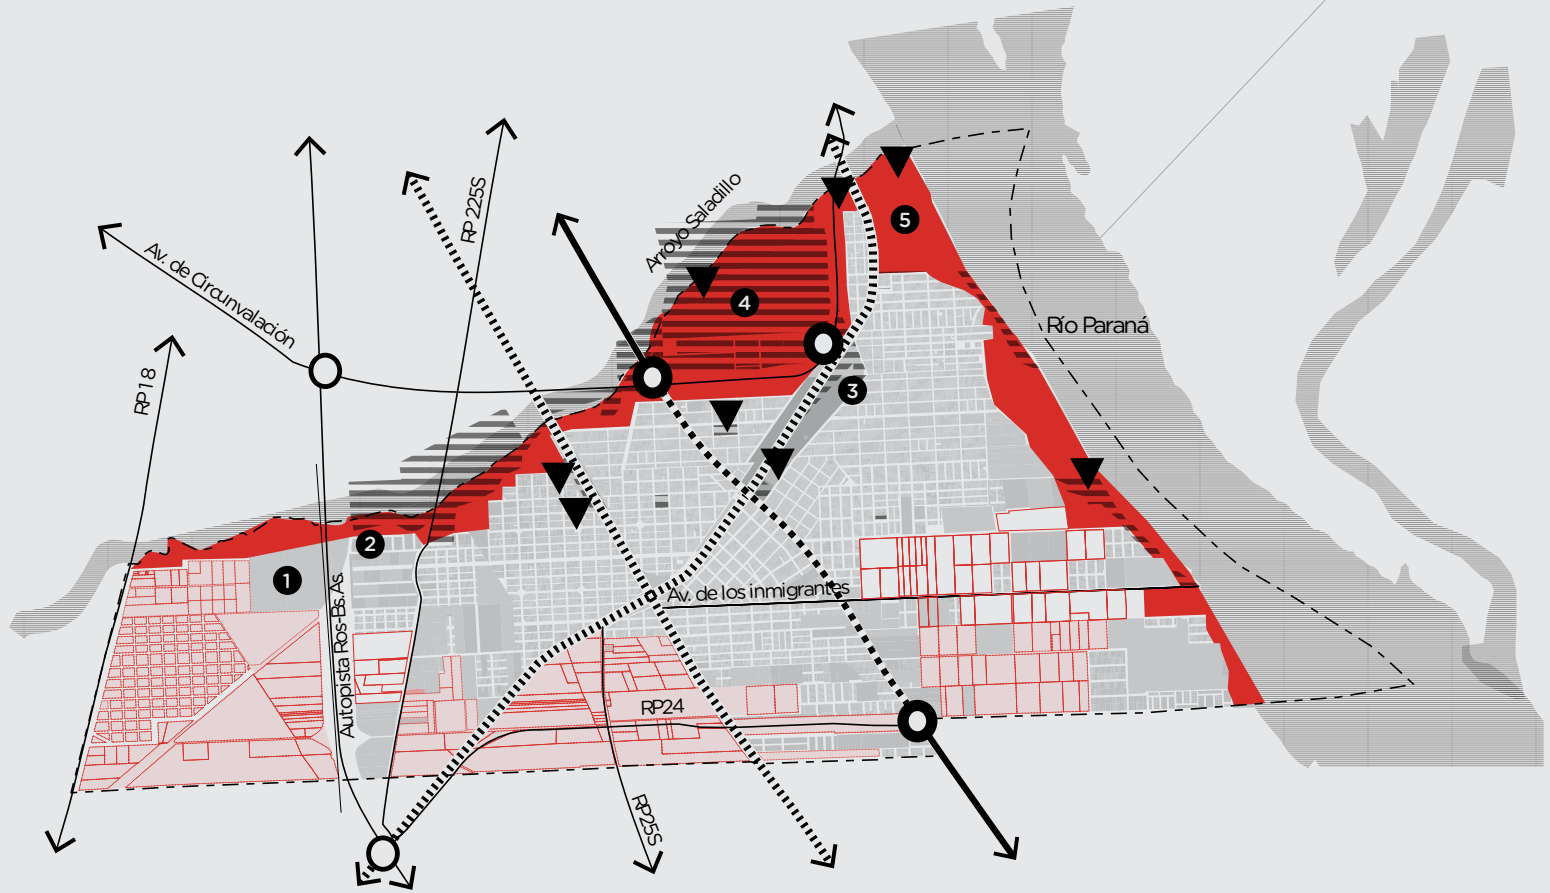 Arroyo Saladillo
RP 225S
5
Av. de Circunvalación
4
Río Paraná
RP18
3
2
1
Av. de los inmigrantes
Autopista Ros-Bs.As.
RP24
RP25S